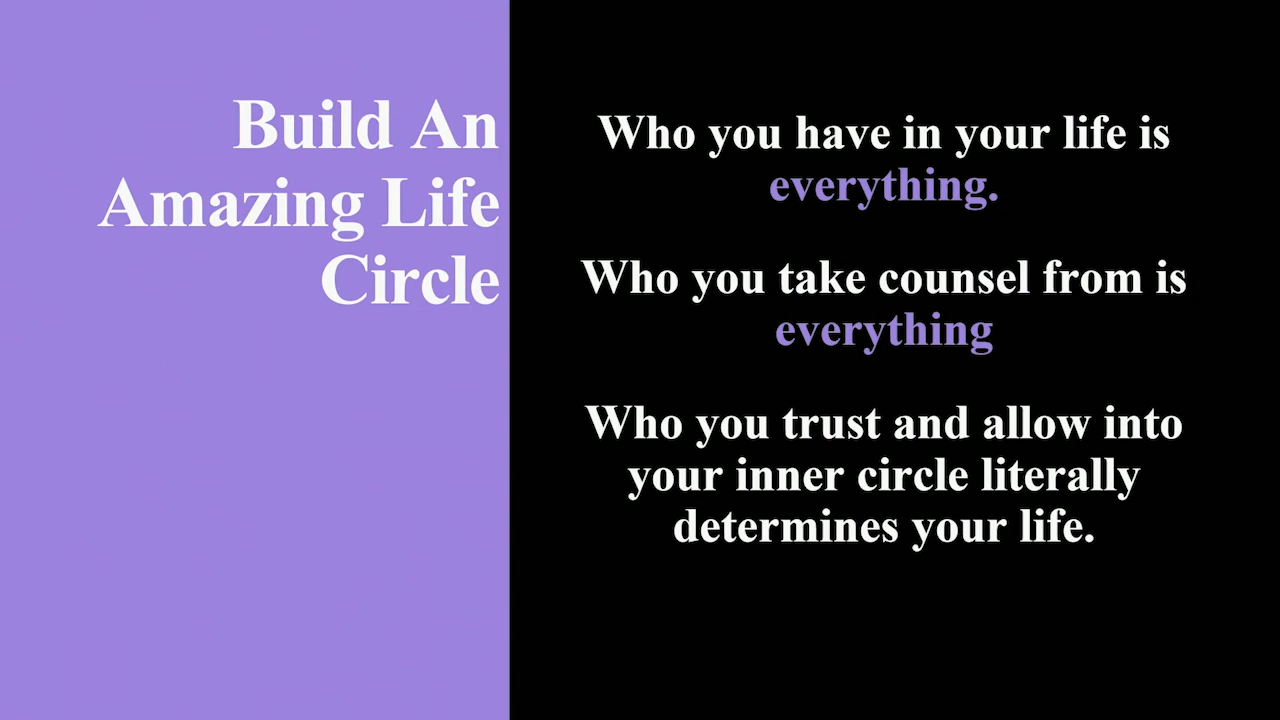 Build An
Amazing Life
Circle
Who you have in your life is
everything.
Who you take counsel from is
everything
Who you trust and allow into
your inner circle literally
determines your life.